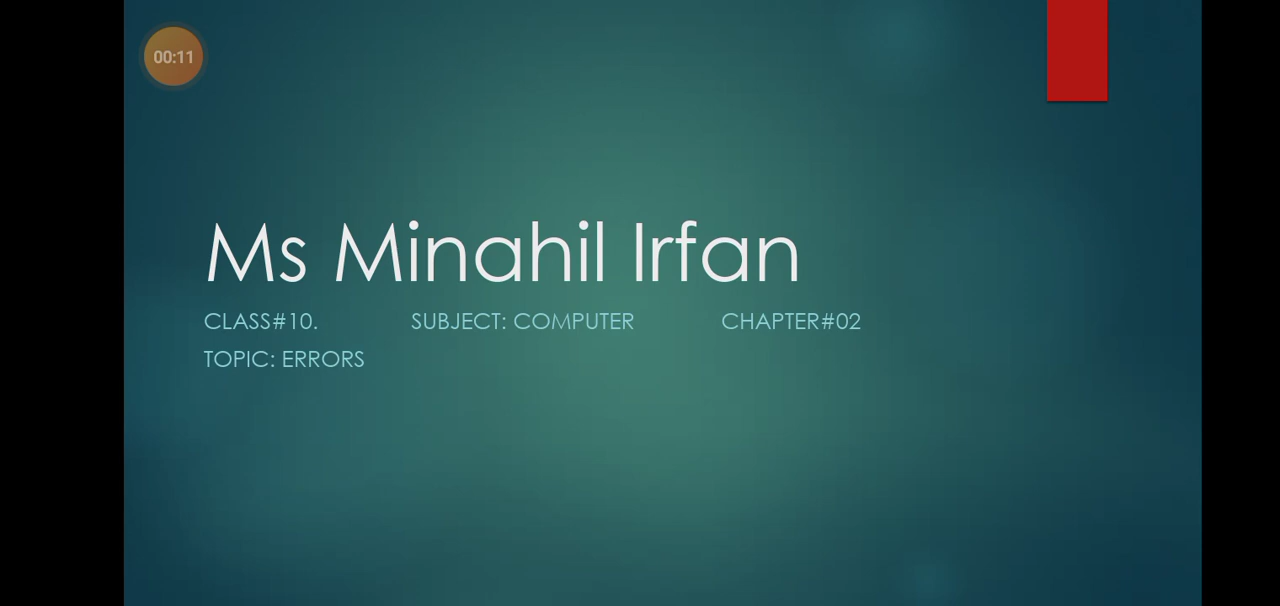 00:11
Ms Minahil Irfan
CLASS#10. SUBJECT: COMPUTER CHAPTER#02
TOPIC: ERRORS